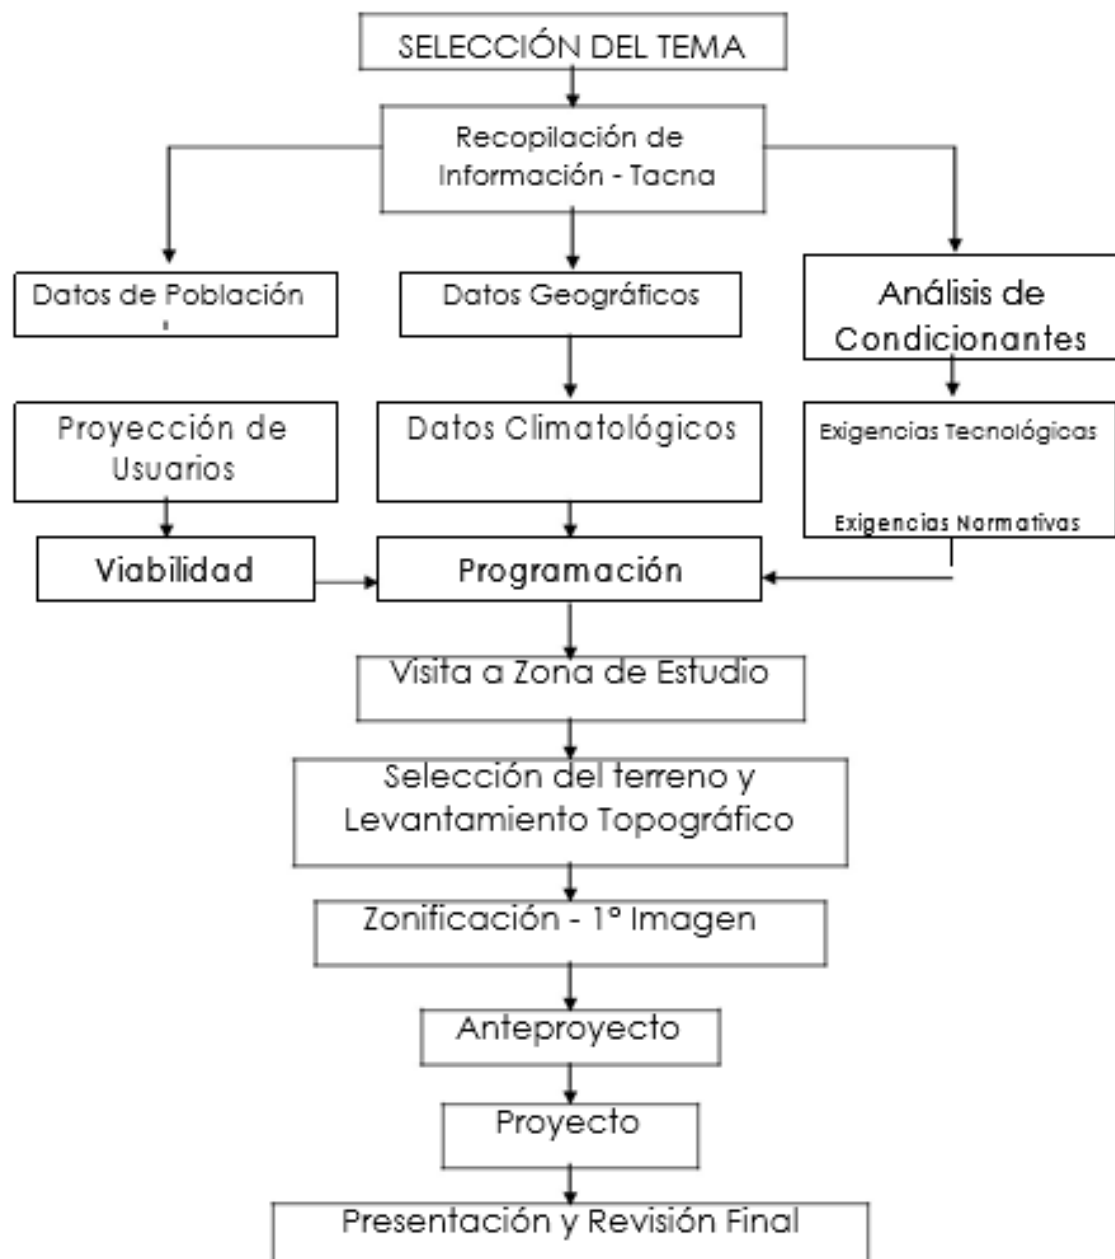 SELECCIÓN DEL TEMA
Recopilación de
Información - Tacna
Datos de Población
Datos Geográficos
Análisis de
Condicionantes
Proyección de
Usuarios
Datos Climatológicos
Exigencias Tecnológicas
Exigencias Normativas
Viabilidad
Programación
Visita a Zona de Estudio
Selección del terreno y
Levantamiento Topográfico
Zonificación - 1° Imagen
Anteproyecto
Proyecto
Presentación y Revisión Final